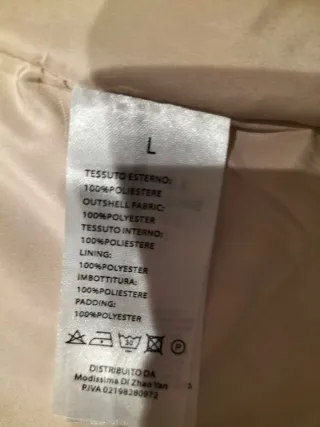 L
TESSUTO ESTERNO:
100%POLIESTERE
OUTSHELL FABRIC:
100%POLYESTER
TESSUTO INTERNO:
100%POLIESTERE
LINING:
100%POLYESTER
IMBOTTITURA:
100%POLIESTERE
PADDING:
100%POLYESTER
30
P
DISTRIBUITO DA
Modissima Di Zhao Yan
P.IVA 02198280972